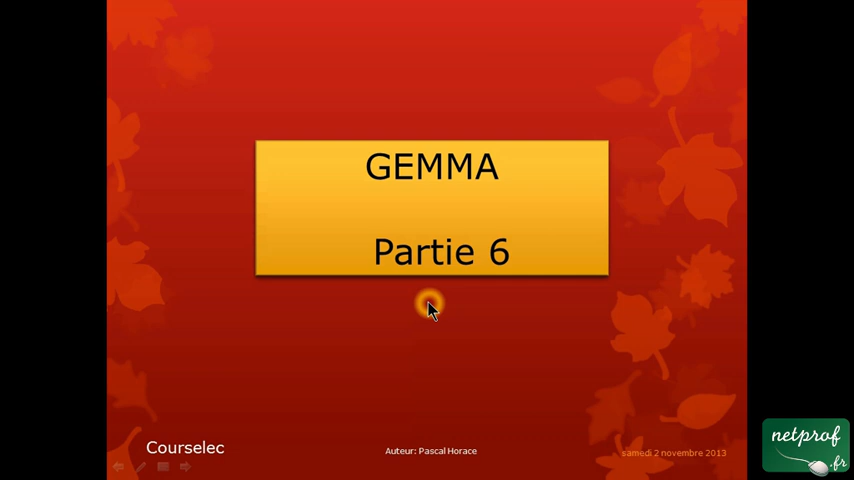 GEMMA
Partie 6
Courselec
Auteur: Pascal Horace
samedi 2 novembre 2013
netprof
.fr